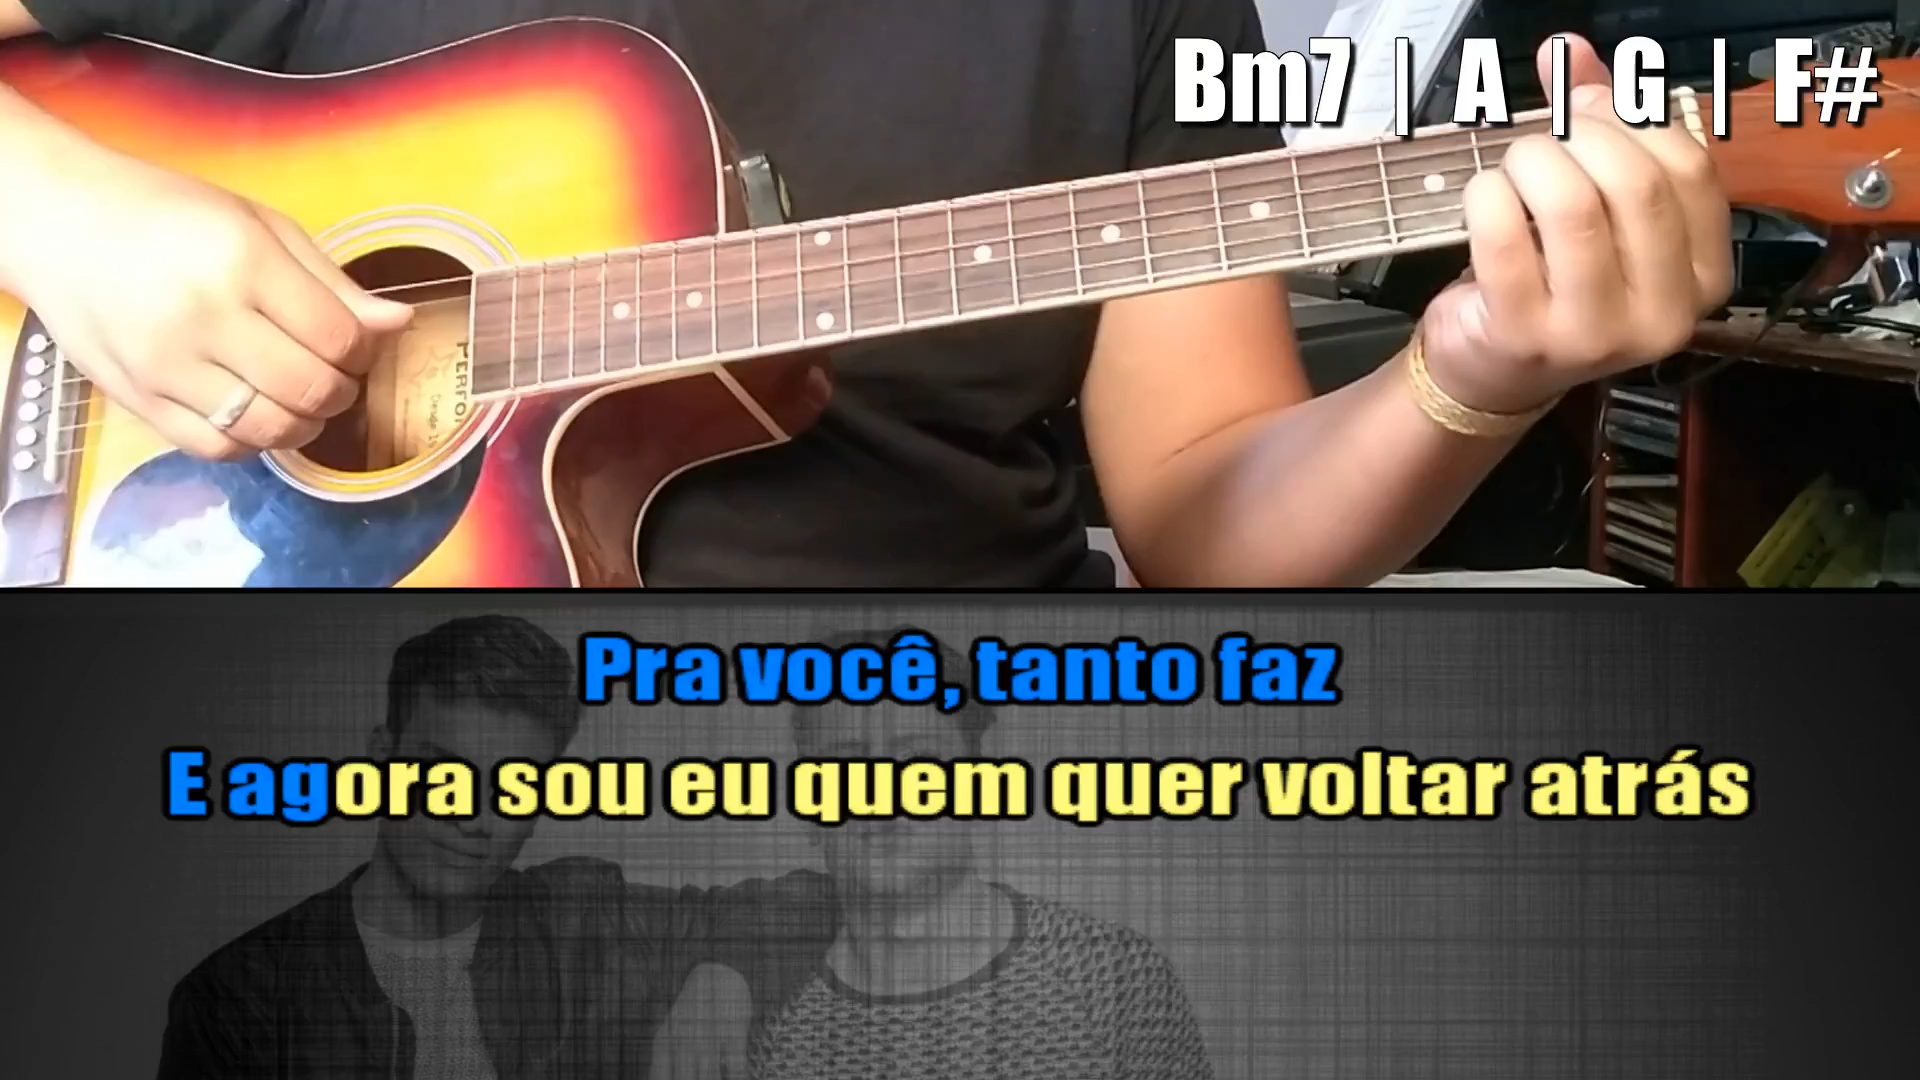 Bm7 | A | G | F#
Pra você, tanto faz
E agora sou eu quem quer voltar atrás